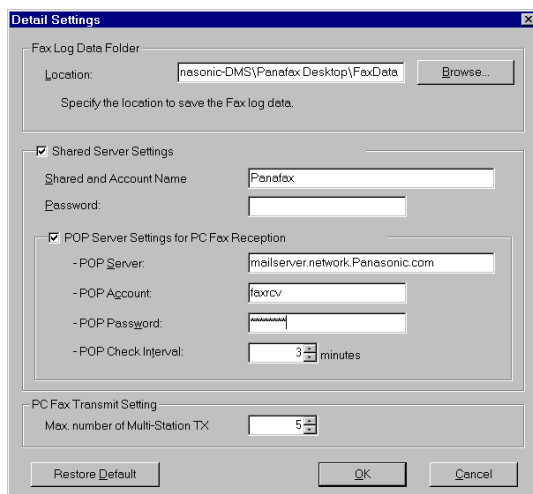 Detail Settings
Fax Log Data Folder
Location: nasonic-DMS\Panafax Desktop\FaxData Browse...
Specify the location to save the Fax log data.
Shared Server Settings
Shared and Account Name Panafax
Password:
POP Server Settings for PC Fax Reception
- POP Server: mailserver.network.Panasonic.com
- POP Account: faxrcv
- POP Password: ********
- POP Check Interval: 3 minutes
PC Fax Transmit Setting
Max. number of Multi-Station TX 5
Restore Default OK Cancel